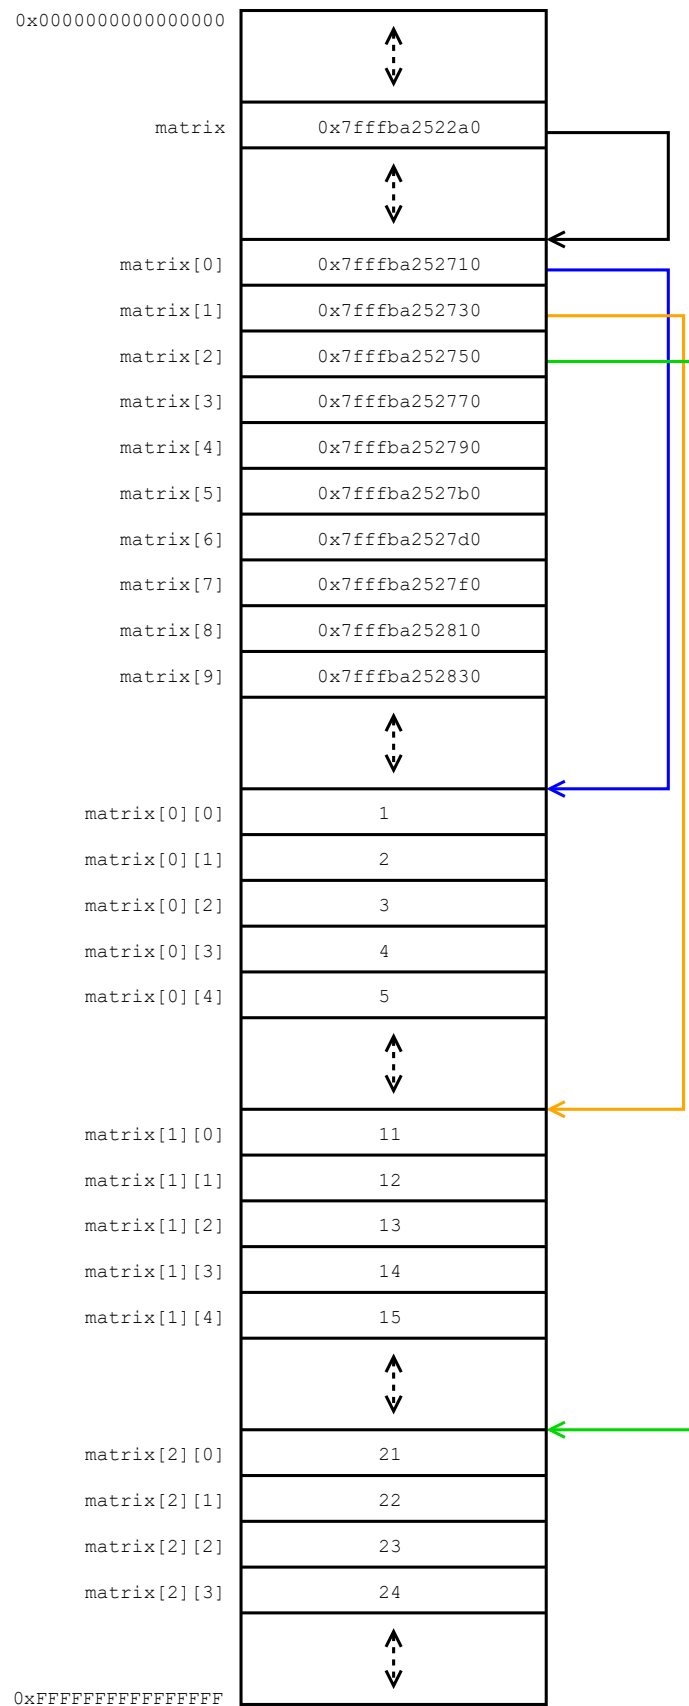 0x0000000000000000
matrix 0x7fffba2522a0
matrix[0] 0x7fffba252710
matrix[1] 0x7fffba252730
matrix[2] 0x7fffba252750
matrix[3] 0x7fffba252770
matrix[4] 0x7fffba252790
matrix[5] 0x7fffba2527b0
matrix[6] 0x7fffba2527d0
matrix[7] 0x7fffba2527f0
matrix[8] 0x7fffba252810
matrix[9] 0x7fffba252830
matrix[0][0] 1
matrix[0][1] 2
matrix[0][2] 3
matrix[0][3] 4
matrix[0][4] 5
matrix[1][0] 11
matrix[1][1] 12
matrix[1][2] 13
matrix[1][3] 14
matrix[1][4] 15
matrix[2][0] 21
matrix[2][1] 22
matrix[2][2] 23
matrix[2][3] 24
0xFFFFFFFFFFFFFFFF